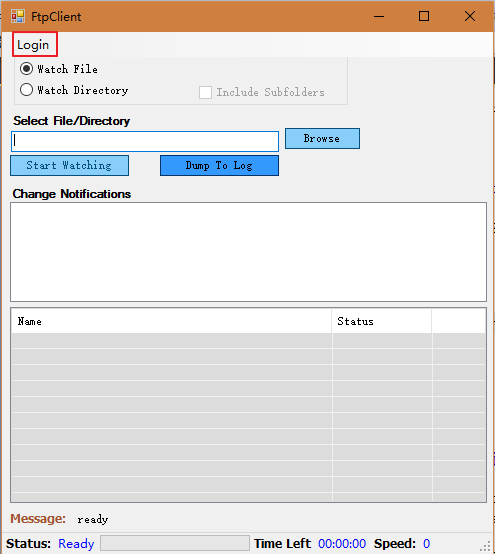 FtpClient
Login
Watch File
Watch Directory
Include Subfolders
Select File/Directory
Browse
Start Watching
Dump To Log
Change Notifications
Name Status
Message: ready
Status: Ready Time Left 00:00:00 Speed: 0